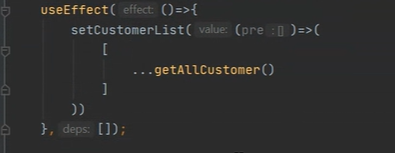 useEffect( effect: ()=>{
setCustomerList( value: (pre : [] )=>(
[
...getAllCustomer()
]
))
}, deps: []);